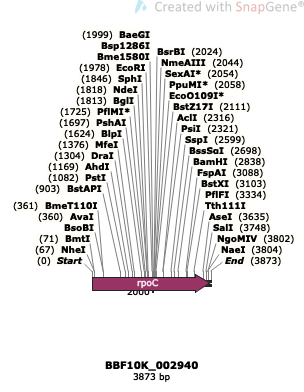 Created with SnapGene®
(1999) BaeGI
Bsp1286I
Bme1580I
(1978) EcoRI
(1846) SphI
(1818) NdeI
(1813) BglI
(1725) PflMI*
(1697) PshAI
(1624) BlpI
(1376) MfeI
(1304) DraI
(1169) AhdI
(1082) PstI
(903) BstAPI
(361) BmeT110I
(360) AvaI
BsoBI
(71) BmtI
(67) NheI
(0) Start
BsrBI (2024)
NmeAIII (2044)
SexAI* (2054)
PpuMI* (2058)
EcoO109I*
BstZ17I (2111)
AclI (2316)
PsiI (2321)
SspI (2599)
BssSαI (2698)
BamHI (2838)
FspAI (3088)
BstXI (3103)
PflFI (3334)
Tth111I
AseI (3635)
SalI (3748)
NgoMIV (3802)
NaeI (3804)
End (3873)
rpoC
2000
BBF10K_002940
3873 bp